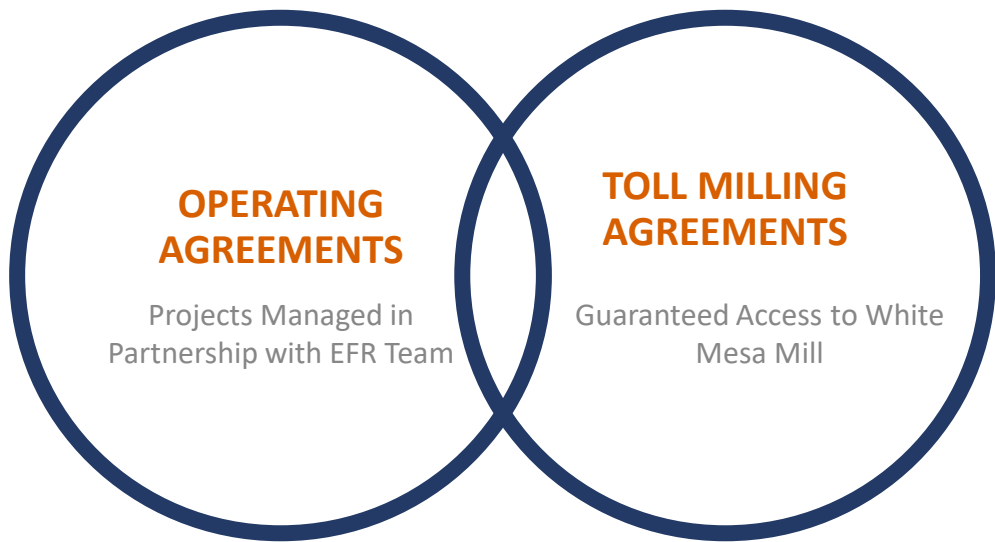 OPERATING
AGREEMENTS
Projects Managed in
Partnership with EFR Team
TOLL MILLING
AGREEMENTS
Guaranteed Access to White
Mesa Mill